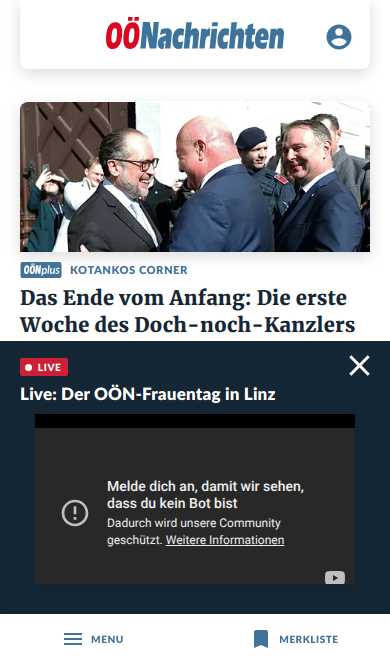 OÖNachrichten
OÖNplus KOTANKOS CORNER
Das Ende vom Anfang: Die erste
Woche des Doch-noch-Kanzlers
LIVE
Live: Der OÖN-Frauentag in Linz
Melde dich an, damit wir sehen,
dass du kein Bot bist
Dadurch wird unsere Community
geschützt. Weitere Informationen
MENU MERKLISTE